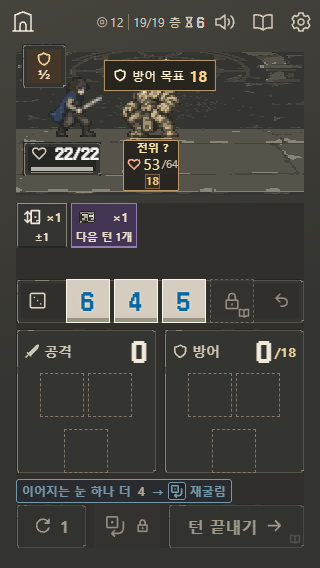 12 19/19 층 6
½
방어 목표 18
22/22
전위 ?
53/64
18
×1
±1
×1
다음 턴 1개
6 4 5
공격 0
방어 0/18
이어지는 눈 하나 더 4 → 재굴림
1
턴 끝내기 →